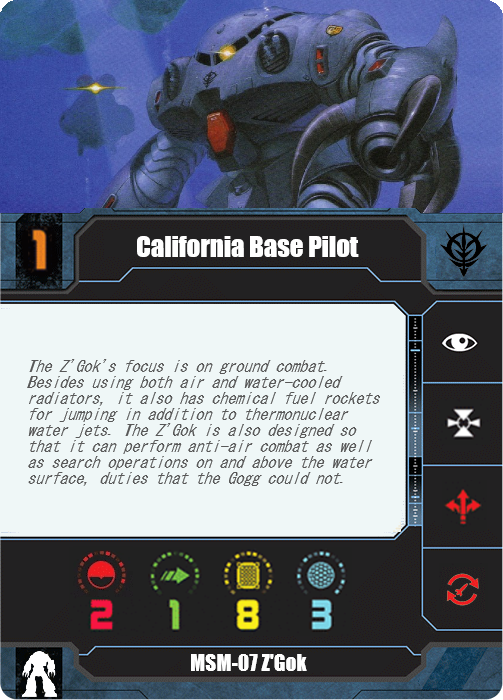 1
California Base Pilot
The Z'Gok's focus is on ground combat.
Besides using both air and water-cooled
radiators, it also has chemical fuel rockets
for jumping in addition to thermonuclear
water jets. The Z'Gok is also designed so
that it can perform anti-air combat as well
as search operations on and above the water
surface, duties that the Gogg could not.
2 1 8 3
MSM-07 Z'Gok